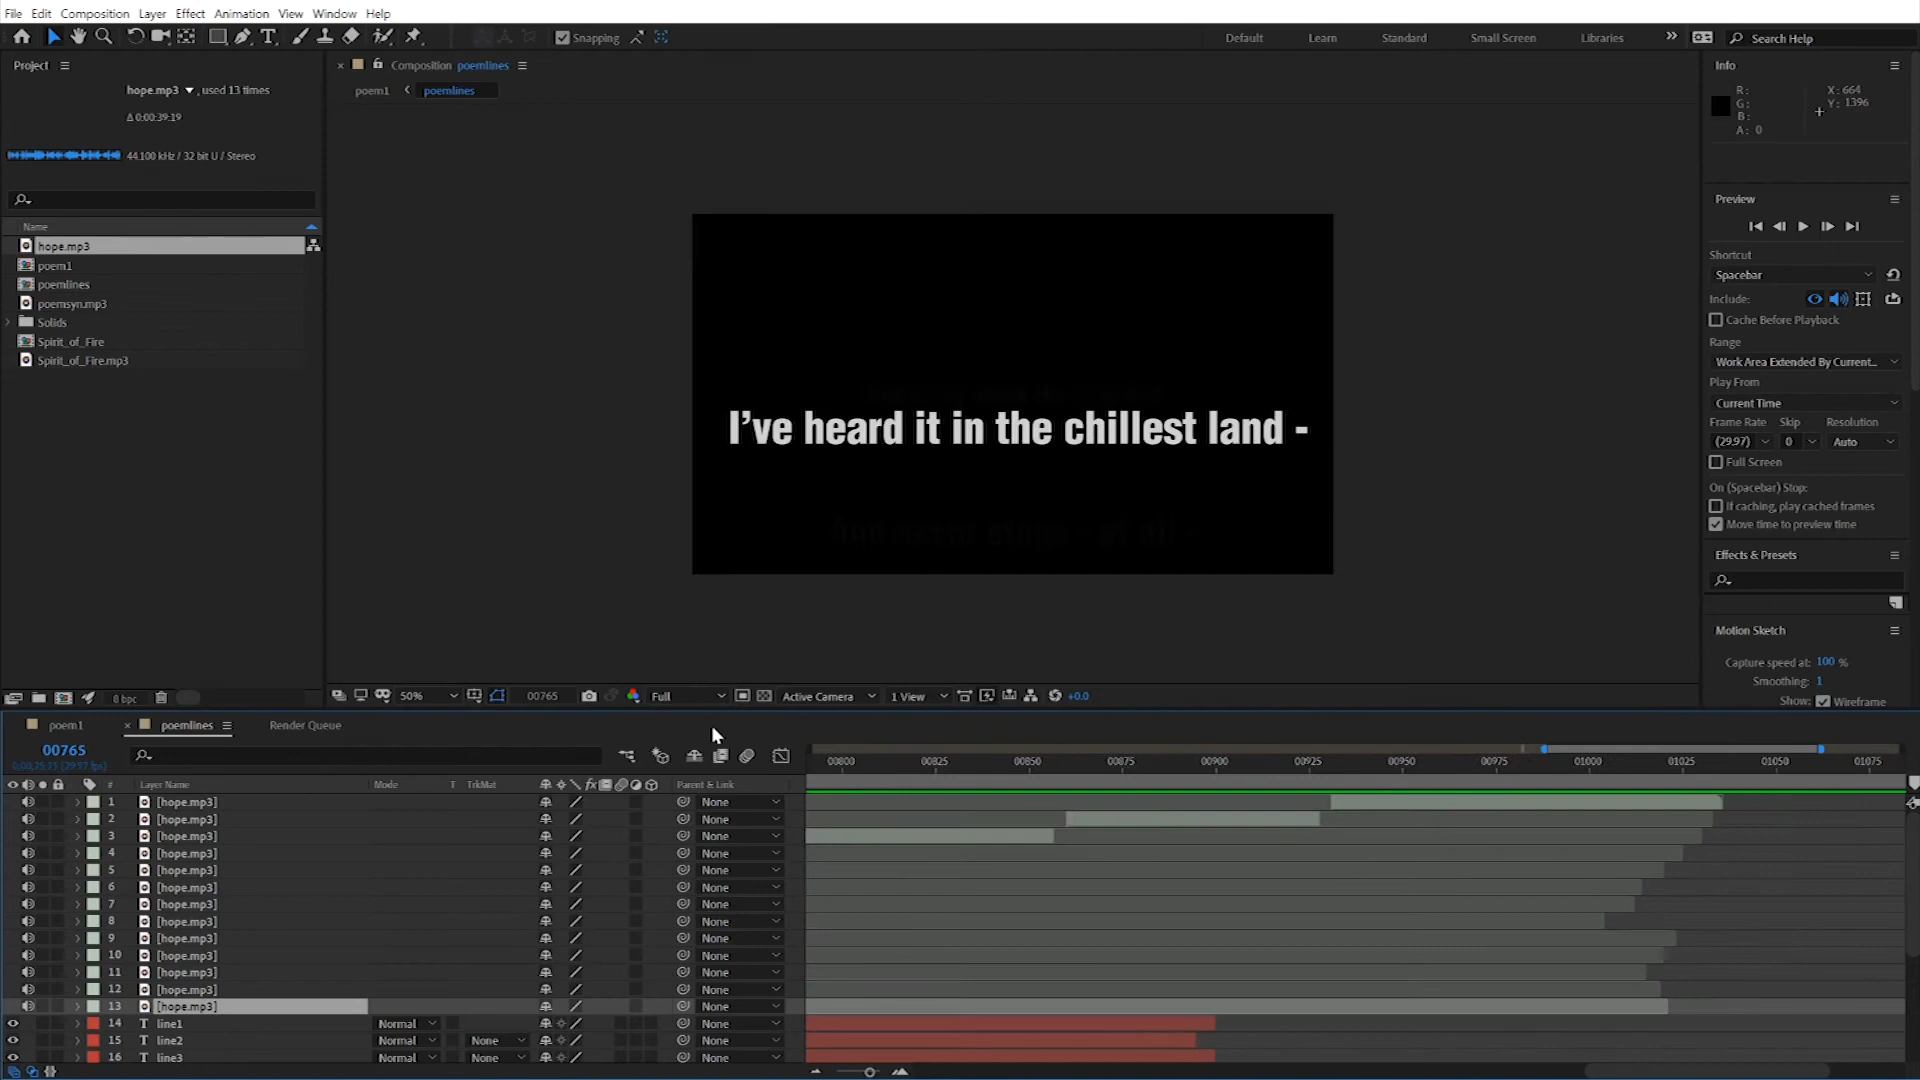 File Edit Composition Layer Effect Animation View Window Help
Snapping Default Learn Standard Small Screen Libraries Search Help
Project
hope.mp3 , used 13 times
Δ 0:00:39:19
44.100 kHz / 32 bit U / Stereo
Name
hope.mp3
poem1
poemlines
poemsyn.mp3
Solids
Spirit_of_Fire
Spirit_of_Fire.mp3
8 bpc
Composition poemlines
poem1 poemlines
I've heard it in the chillest land -
And never stops - at all -
50% 00765 Full Active Camera 1 View +0.0
Info
R: X: 664
G: Y: 1396
B:
A: 0
Preview
Shortcut
Spacebar
Include:
Cache Before Playback
Range
Work Area Extended By Current...
Play From
Current Time
Frame Rate Skip Resolution
(29.97) 0 Auto
Full Screen
On (Spacebar) Stop:
If caching, play cached frames
Move time to preview time
Effects & Presets
Motion Sketch
Capture speed at: 100 %
Smoothing: 1
Show: Wireframe
poem1 poemlines Render Queue
00765
0:00:25:15 (29.97 fps)
00800 00825 00850 00875 00900 00925 00950 00975 01000 01025 01050 01075
# Layer Name Mode T TrkMat Parent & Link
1 [hope.mp3] None
2 [hope.mp3] None
3 [hope.mp3] None
4 [hope.mp3] None
5 [hope.mp3] None
6 [hope.mp3] None
7 [hope.mp3] None
8 [hope.mp3] None
9 [hope.mp3] None
10 [hope.mp3] None
11 [hope.mp3] None
12 [hope.mp3] None
13 [hope.mp3] None
14 T line1 Normal None
15 T line2 Normal None None
16 T line3 Normal None None